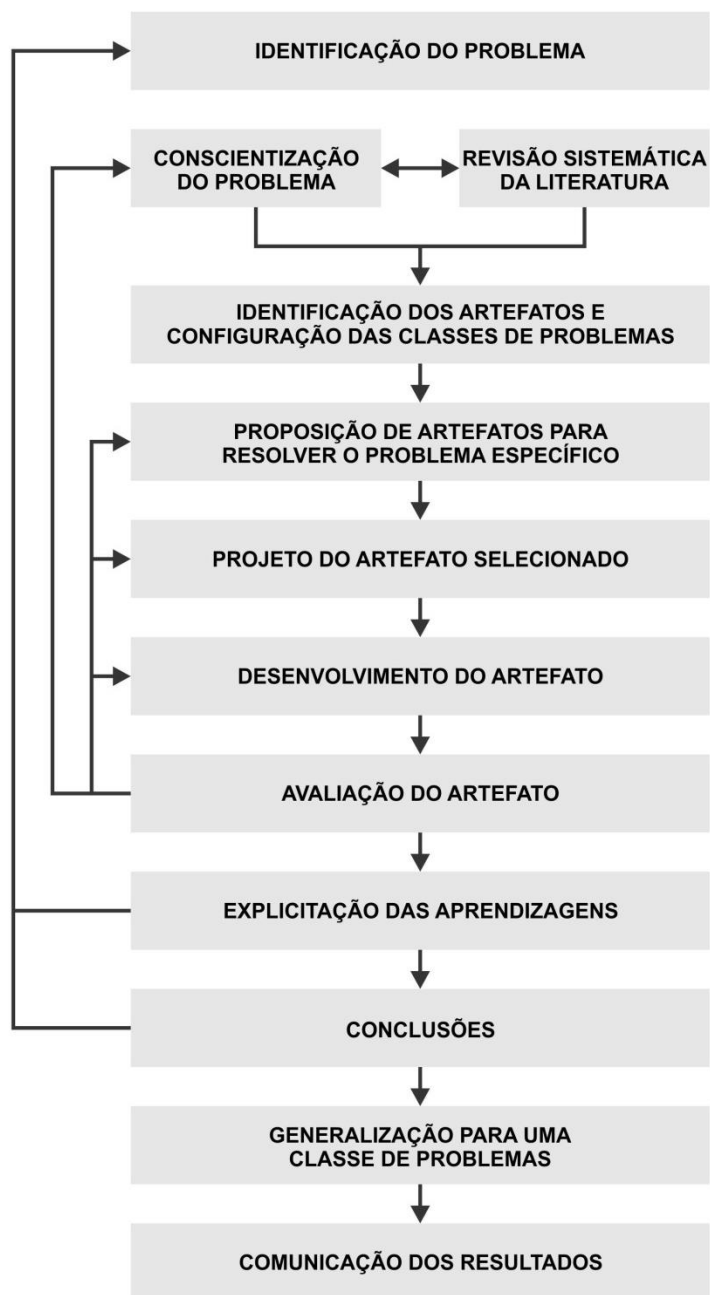 IDENTIFICAÇÃO DO PROBLEMA
CONSCIENTIZAÇÃO
DO PROBLEMA
REVISÃO SISTEMÁTICA
DA LITERATURA
IDENTIFICAÇÃO DOS ARTEFATOS E
CONFIGURAÇÃO DAS CLASSES DE PROBLEMAS
PROPOSIÇÃO DE ARTEFATOS PARA
RESOLVER O PROBLEMA ESPECÍFICO
PROJETO DO ARTEFATO SELECIONADO
DESENVOLVIMENTO DO ARTEFATO
AVALIAÇÃO DO ARTEFATO
EXPLICITAÇÃO DAS APRENDIZAGENS
CONCLUSÕES
GENERALIZAÇÃO PARA UMA
CLASSE DE PROBLEMAS
COMUNICAÇÃO DOS RESULTADOS